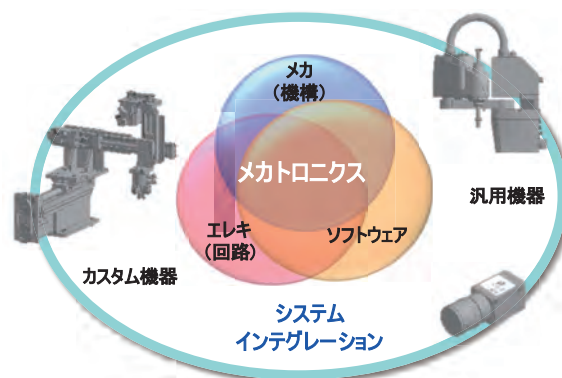 メカ
（機構）
メカトロニクス
エレキ
（回路）
ソフトウェア
汎用機器
カスタム機器
システム
インテグレーション